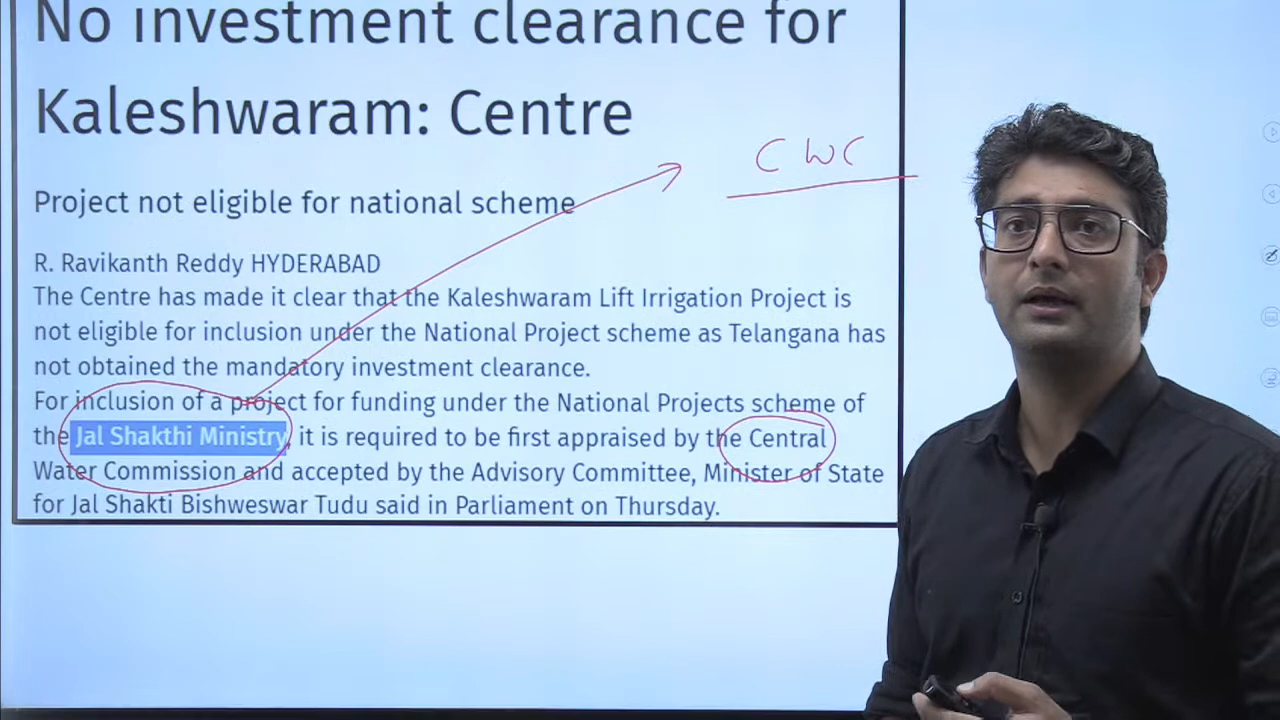 No investment clearance for
Kaleshwaram: Centre
CWC
Project not eligible for national scheme
R. Ravikanth Reddy HYDERABAD
The Centre has made it clear that the Kaleshwaram Lift Irrigation Project is
not eligible for inclusion under the National Project scheme as Telangana has
not obtained the mandatory investment clearance.
For inclusion of a project for funding under the National Projects scheme of
the Jal Shakthi Ministry, it is required to be first appraised by the Central
Water Commission and accepted by the Advisory Committee, Minister of State
for Jal Shakti Bishweswar Tudu said in Parliament on Thursday.